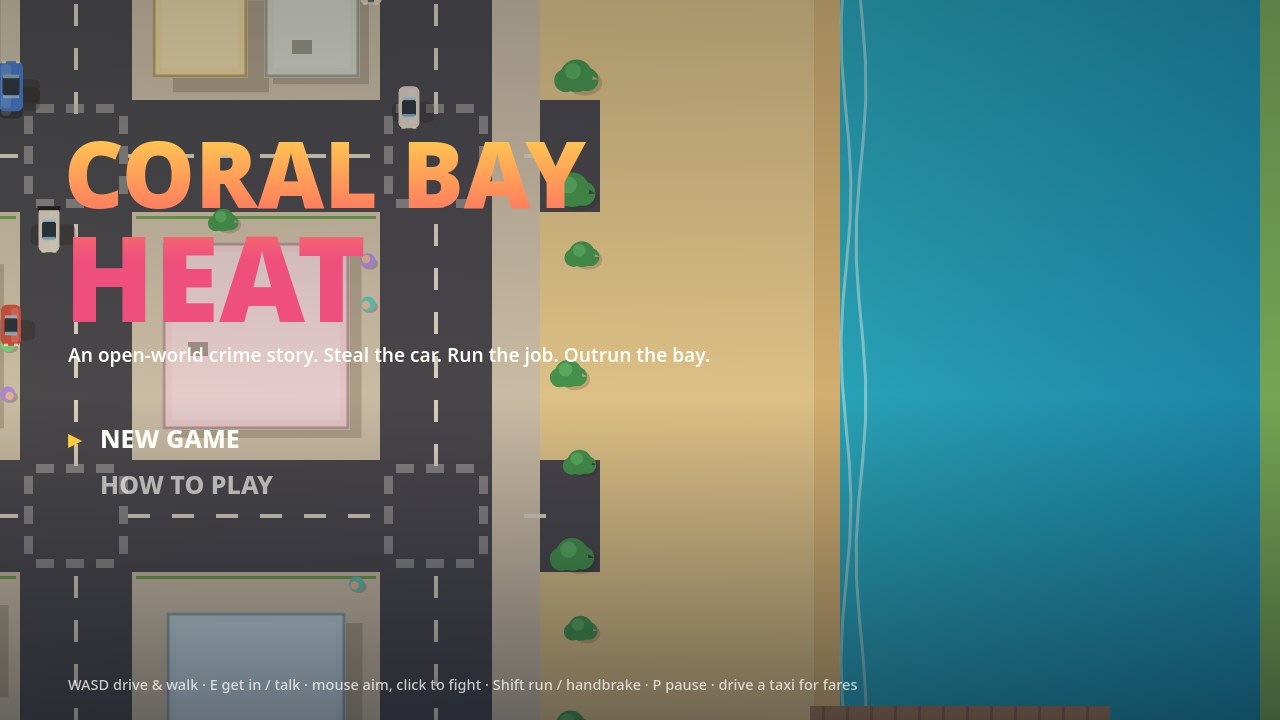 CORAL BAY
HEAT
An open-world crime story. Steal the car. Run the job. Outrun the bay.
▶ NEW GAME
HOW TO PLAY
WASD drive & walk · E get in / talk · mouse aim, click to fight · Shift run / handbrake · P pause · drive a taxi for fares